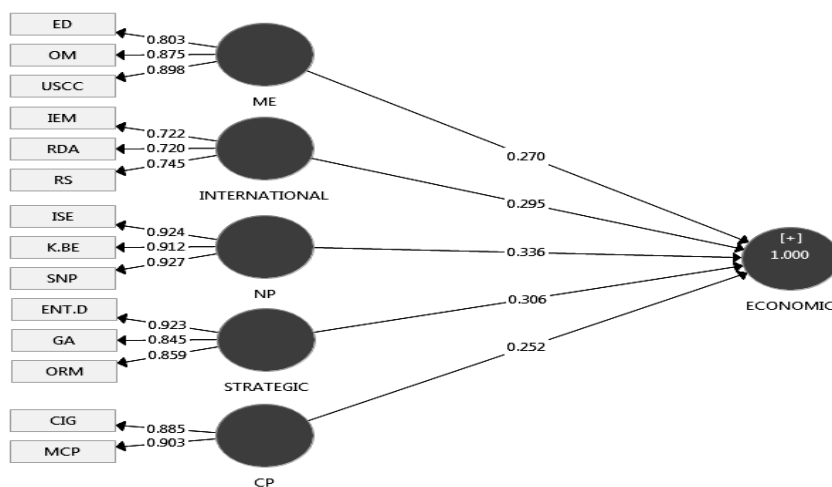 ED
0.803
OM
0.875
USCC
0.898
ME
IEM
0.722
RDA
0.720
RS
0.745
INTERNATIONAL
ISE
0.924
K.BE
0.912
SNP
0.927
NP
ENT.D
0.923
GA
0.845
ORM
0.859
STRATEGIC
CIG
0.885
MCP
0.903
CP
0.270
0.295
0.336
0.306
0.252
[+]
1.000
ECONOMIC